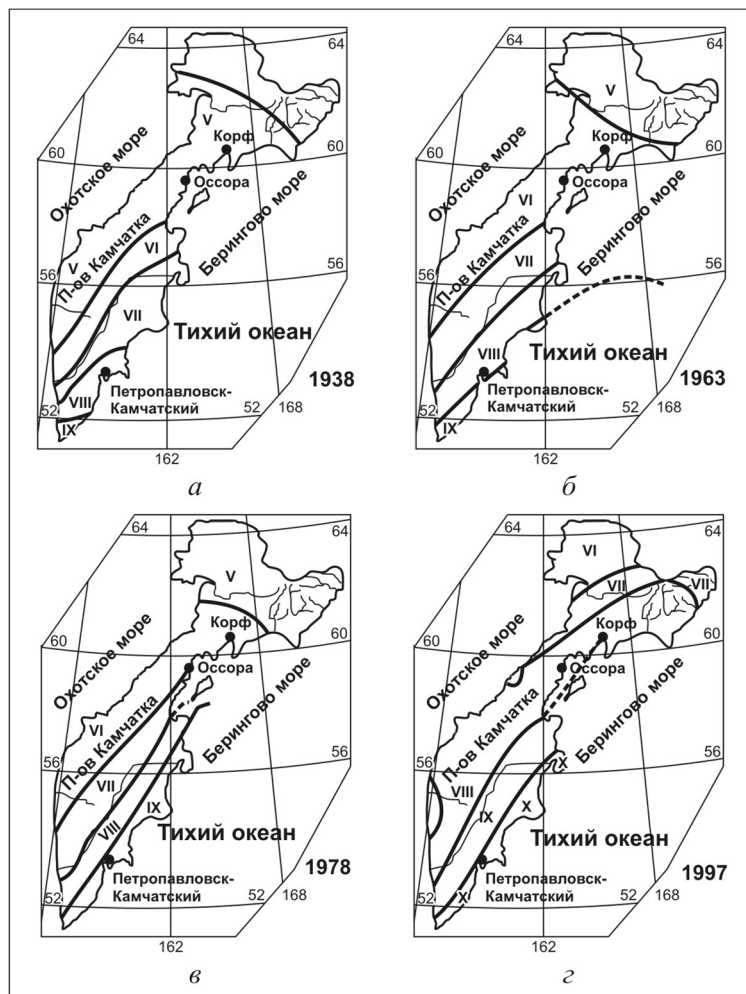 64
V
V
Корф
60
Оссора
Охотское море
Берингово море
П-ов Камчатка
V
VI
56
56
VII
Тихий океан
1938
Петропавловск-
Камчатский
VIII
IX
52
52
168
162
а
64
64
V
Корф
60
60
Оссора
Охотское море
Берингово море
П-ов Камчатка
VI
VII
56
56
VIII
Тихий океан
1963
Петропавловск-
Камчатский
IX
52
52
168
162
б
64
64
V
Корф
60
60
Оссора
Охотское море
Берингово море
П-ов Камчатка
VI
VII
56
56
VIII
IX
Тихий океан
1978
Петропавловск-
Камчатский
52
52
168
162
в
64
64
VI
VII
VII
Корф
60
60
Оссора
Охотское море
Берингово море
П-ов Камчатка
VIII
56
56
X
IX
X
Тихий океан
1997
Петропавловск-
Камчатский
X
52
52
168
162
г
64
60